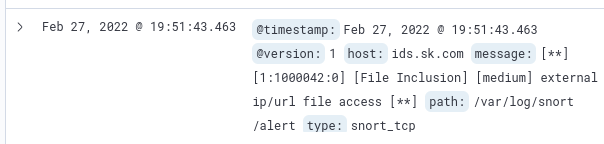 Feb 27, 2022 @ 19:51:43.463
@timestamp: Feb 27, 2022 @ 19:51:43.463
@version: 1 host: ids.sk.com message: [**]
[1:1000042:0] [File Inclusion] [medium] external
ip/url file access [**] path: /var/log/snort
/alert type: snort_tcp